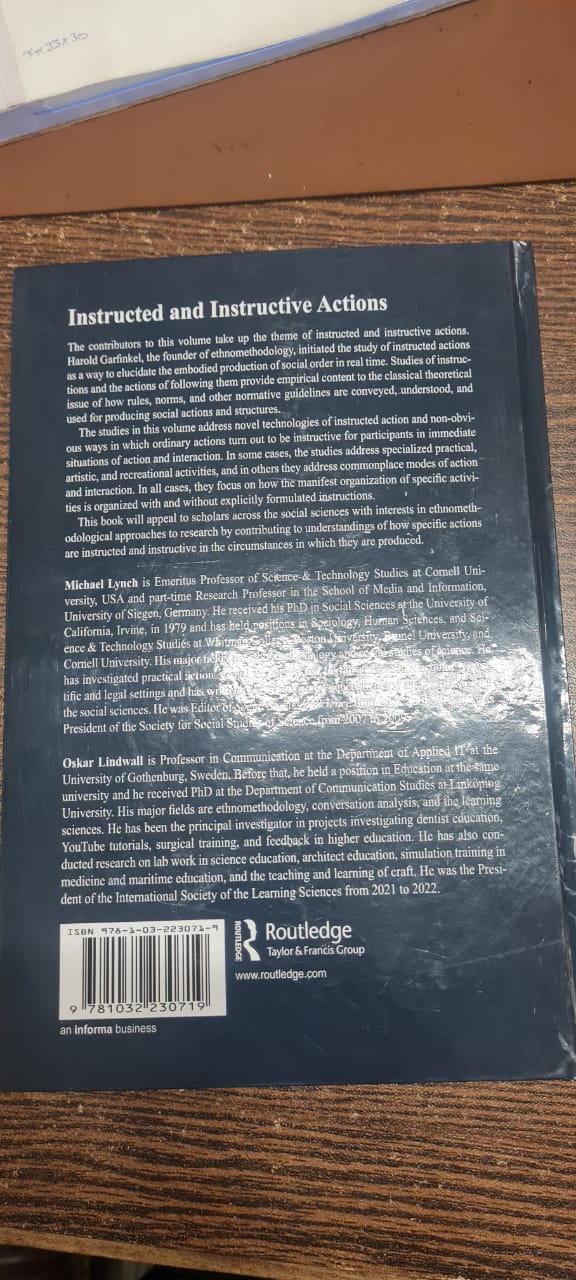 3x35x30
Instructed and Instructive Actions
The contributors to this volume take up the theme of instructed and instructive actions.
Harold Garfinkel, the founder of ethnomethodology, initiated the study of instructed actions
as a way to elucidate the embodied production of social order in real time. Studies of instruc-
tions and the actions of following them provide empirical content to the classical theoretical
issue of how rules, norms, and other normative guidelines are conveyed, understood, and
used for producing social actions and structures.
The studies in this volume address novel technologies of instructed action and non-obvi-
ous ways in which ordinary actions turn out to be instructive for participants in immediate
situations of action and interaction. In some cases, the studies address specialized practical,
artistic, and recreational activities, and in others they address commonplace modes of action
and interaction. In all cases, they focus on how the manifest organization of specific activi-
ties is organized with and without explicitly formulated instructions.
This book will appeal to scholars across the social sciences with interests in ethnometh-
odological approaches to research by contributing to understandings of how specific actions
are instructed and instructive in the circumstances in which they are produced.
Michael Lynch is Emeritus Professor of Science & Technology Studies at Cornell Uni-
versity, USA and part-time Research Professor in the School of Media and Information,
University of Siegen, Germany. He received his PhD in Social Sciences at the University of
California, Irvine, in 1979 and has held positions in Sociology, Human Sciences, and Sci-
ence & Technology Studies at Whitman College, Boston University, Brunel University, and
Cornell University. His major studies of science. He
has investigated practical action,
tific and legal settings and has
the social sciences. He was Editor of
President of the Society for Social Studies of Science from 2007 to
Oskar Lindwall is Professor in Communication at the Department of Applied IT at the
University of Gothenburg, Sweden. Before that, he held a position in Education at the same
university and he received PhD at the Department of Communication Studies at Linköping
University. His major fields are ethnomethodology, conversation analysis, and the learning
sciences. He has been the principal investigator in projects investigating dentist education,
YouTube tutorials, surgical training, and feedback in higher education. He has also con-
ducted research on lab work in science education, architect education, simulation training in
medicine and maritime education, and the teaching and learning of craft. He was the Presi-
dent of the International Society of the Learning Sciences from 2021 to 2022.
ISBN 978-1-03-223071-9
9 781032 230719
an informa business
ROUTLEDGE
Routledge
Taylor & Francis Group
www.routledge.com